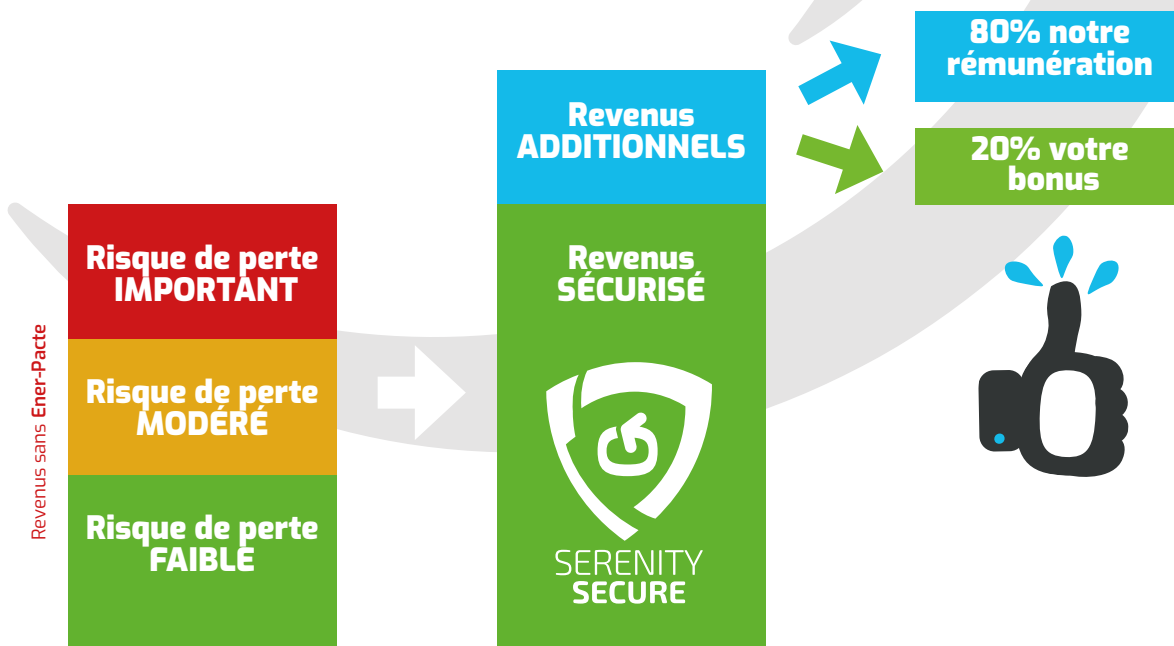 80% notre
rémunération
Revenus
ADDITIONNELS
20% votre
bonus
Risque de perte
IMPORTANT
Revenus
SÉCURISÉ
Revenus sans Ener-Pacte
Risque de perte
MODÉRÉ
Risque de perte
FAIBLE
SERENITY
SECURE